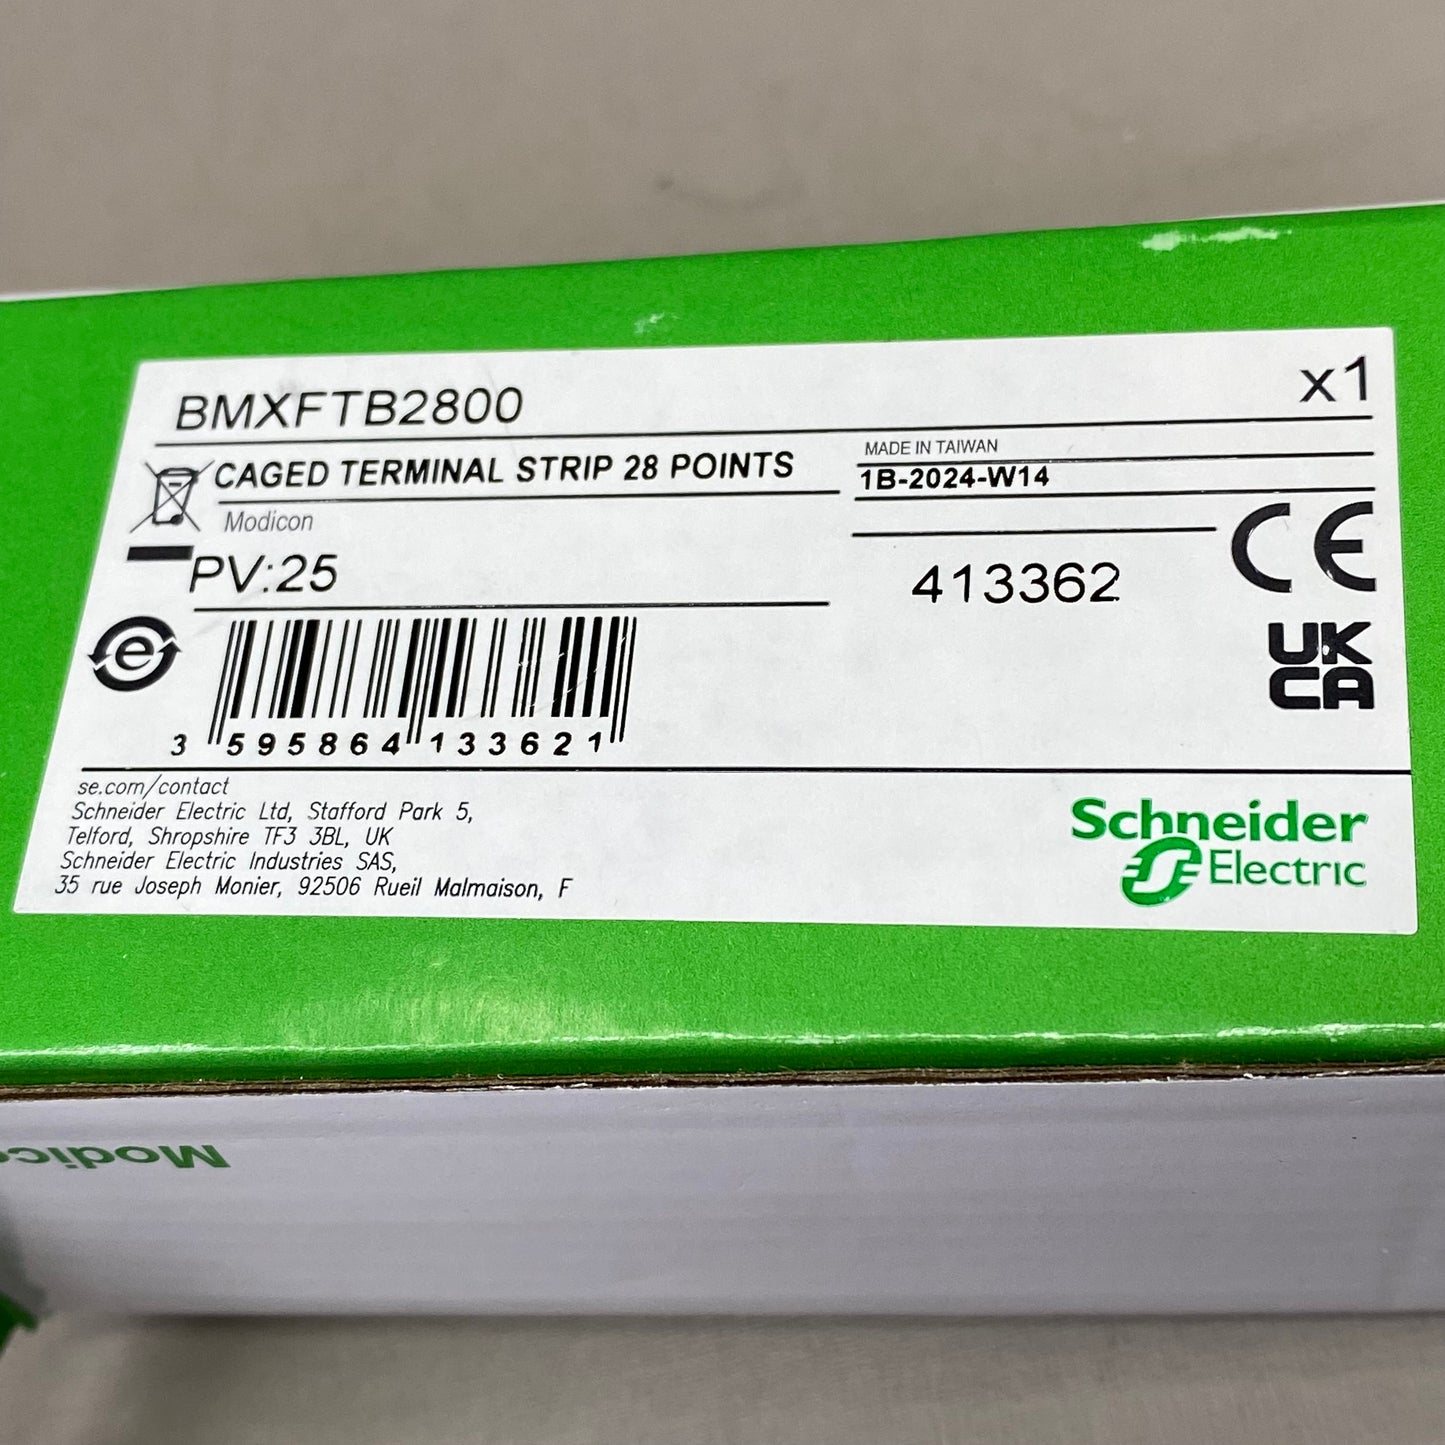 BMXFTB2800
x1
CAGED TERMINAL STRIP 28 POINTS
Modicon
MADE IN TAIWAN
1B-2024-W14
PV:25
413362
CE
UK
CA
e
3 595864 133621
se.com/contact
Schneider Electric Ltd, Stafford Park 5,
Telford, Shropshire TF3 3BL, UK
Schneider Electric Industries SAS,
35 rue Joseph Monier, 92506 Rueil Malmaison, F
Schneider
Electric